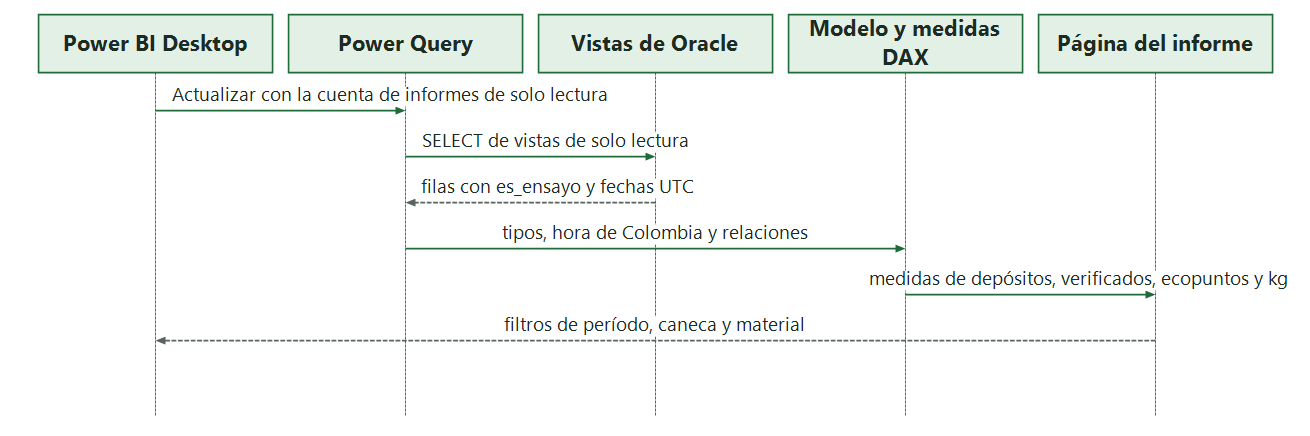 Power BI Desktop
Power Query
Vistas de Oracle
Modelo y medidas
DAX
Página del informe
Actualizar con la cuenta de informes de solo lectura
SELECT de vistas de solo lectura
filas con es_ensayo y fechas UTC
tipos, hora de Colombia y relaciones
medidas de depósitos, verificados, ecopuntos y kg
filtros de período, caneca y material